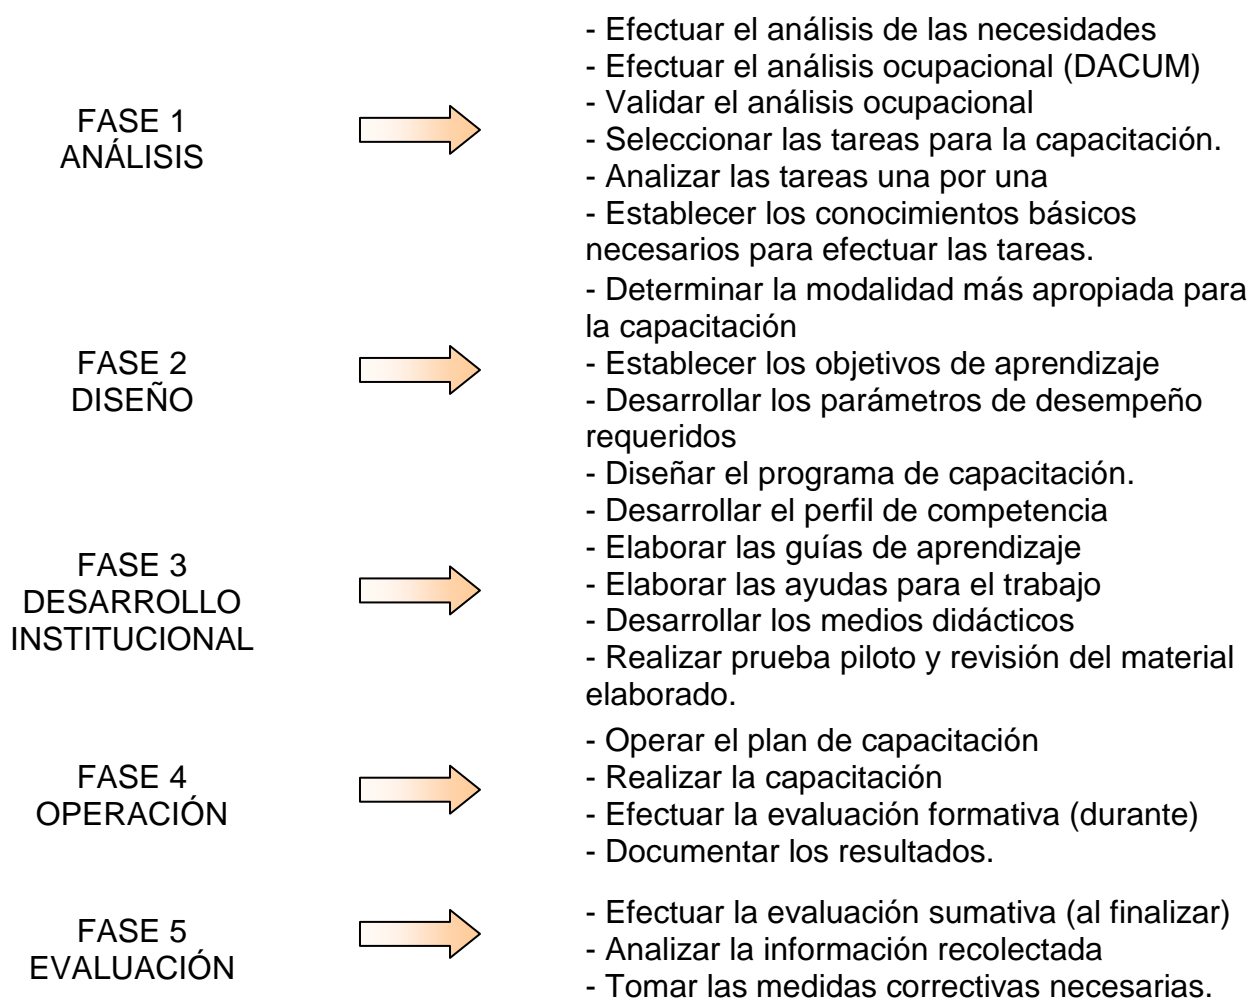 FASE 1
ANÁLISIS
- Efectuar el análisis de las necesidades
- Efectuar el análisis ocupacional (DACUM)
- Validar el análisis ocupacional
- Seleccionar las tareas para la capacitación.
- Analizar las tareas una por una
- Establecer los conocimientos básicos
necesarios para efectuar las tareas.
FASE 2
DISEÑO
- Determinar la modalidad más apropiada para
la capacitación
- Establecer los objetivos de aprendizaje
- Desarrollar los parámetros de desempeño
requeridos
- Diseñar el programa de capacitación.
FASE 3
DESARROLLO
INSTITUCIONAL
- Desarrollar el perfil de competencia
- Elaborar las guías de aprendizaje
- Elaborar las ayudas para el trabajo
- Desarrollar los medios didácticos
- Realizar prueba piloto y revisión del material
elaborado.
FASE 4
OPERACIÓN
- Operar el plan de capacitación
- Realizar la capacitación
- Efectuar la evaluación formativa (durante)
- Documentar los resultados.
FASE 5
EVALUACIÓN
- Efectuar la evaluación sumativa (al finalizar)
- Analizar la información recolectada
- Tomar las medidas correctivas necesarias.